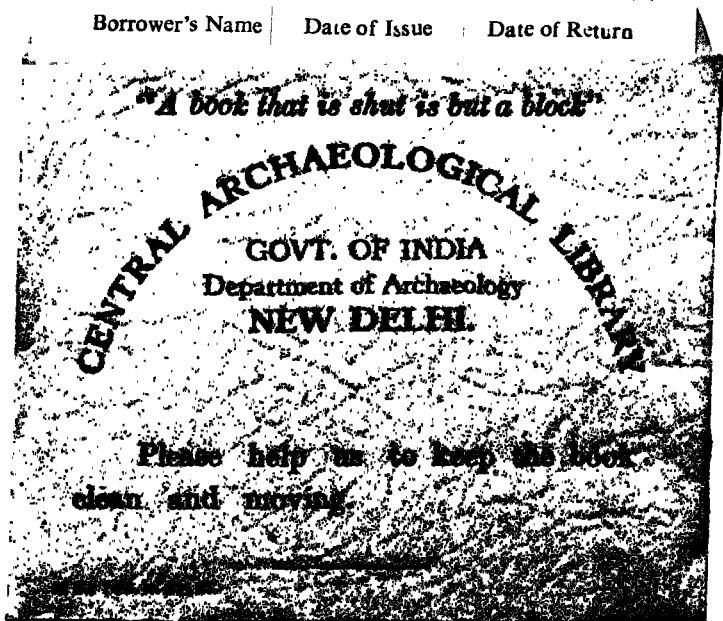 Borrower's Name Date of Issue Date of Return
"A book that is shut is but a block"
CENTRAL ARCHAEOLOGICAL LIBRARY
GOVT. OF INDIA
Department of Archaeology
NEW DELHI.
Please help us to keep the book
clean and moving.